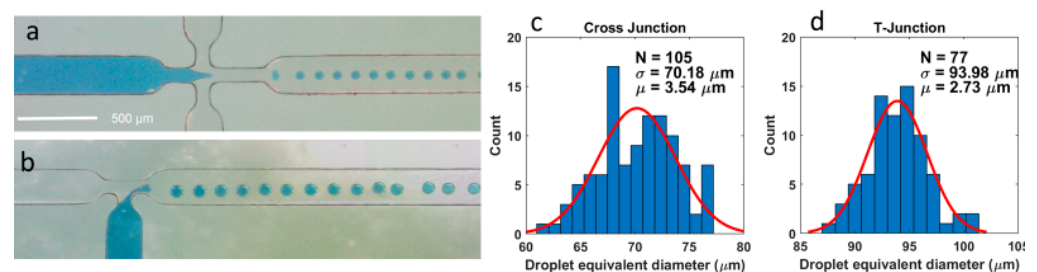 a
500 μm
b
c
Cross Junction
N = 105
σ = 70.18 μm
μ = 3.54 μm
20
15
10
5
0
Count
60 65 70 75 80
Droplet equivalent diameter (μm)
d
T-Junction
N = 77
σ = 93.98 μm
μ = 2.73 μm
20
15
10
5
0
Count
85 90 95 100 105
Droplet equivalent diameter (μm)